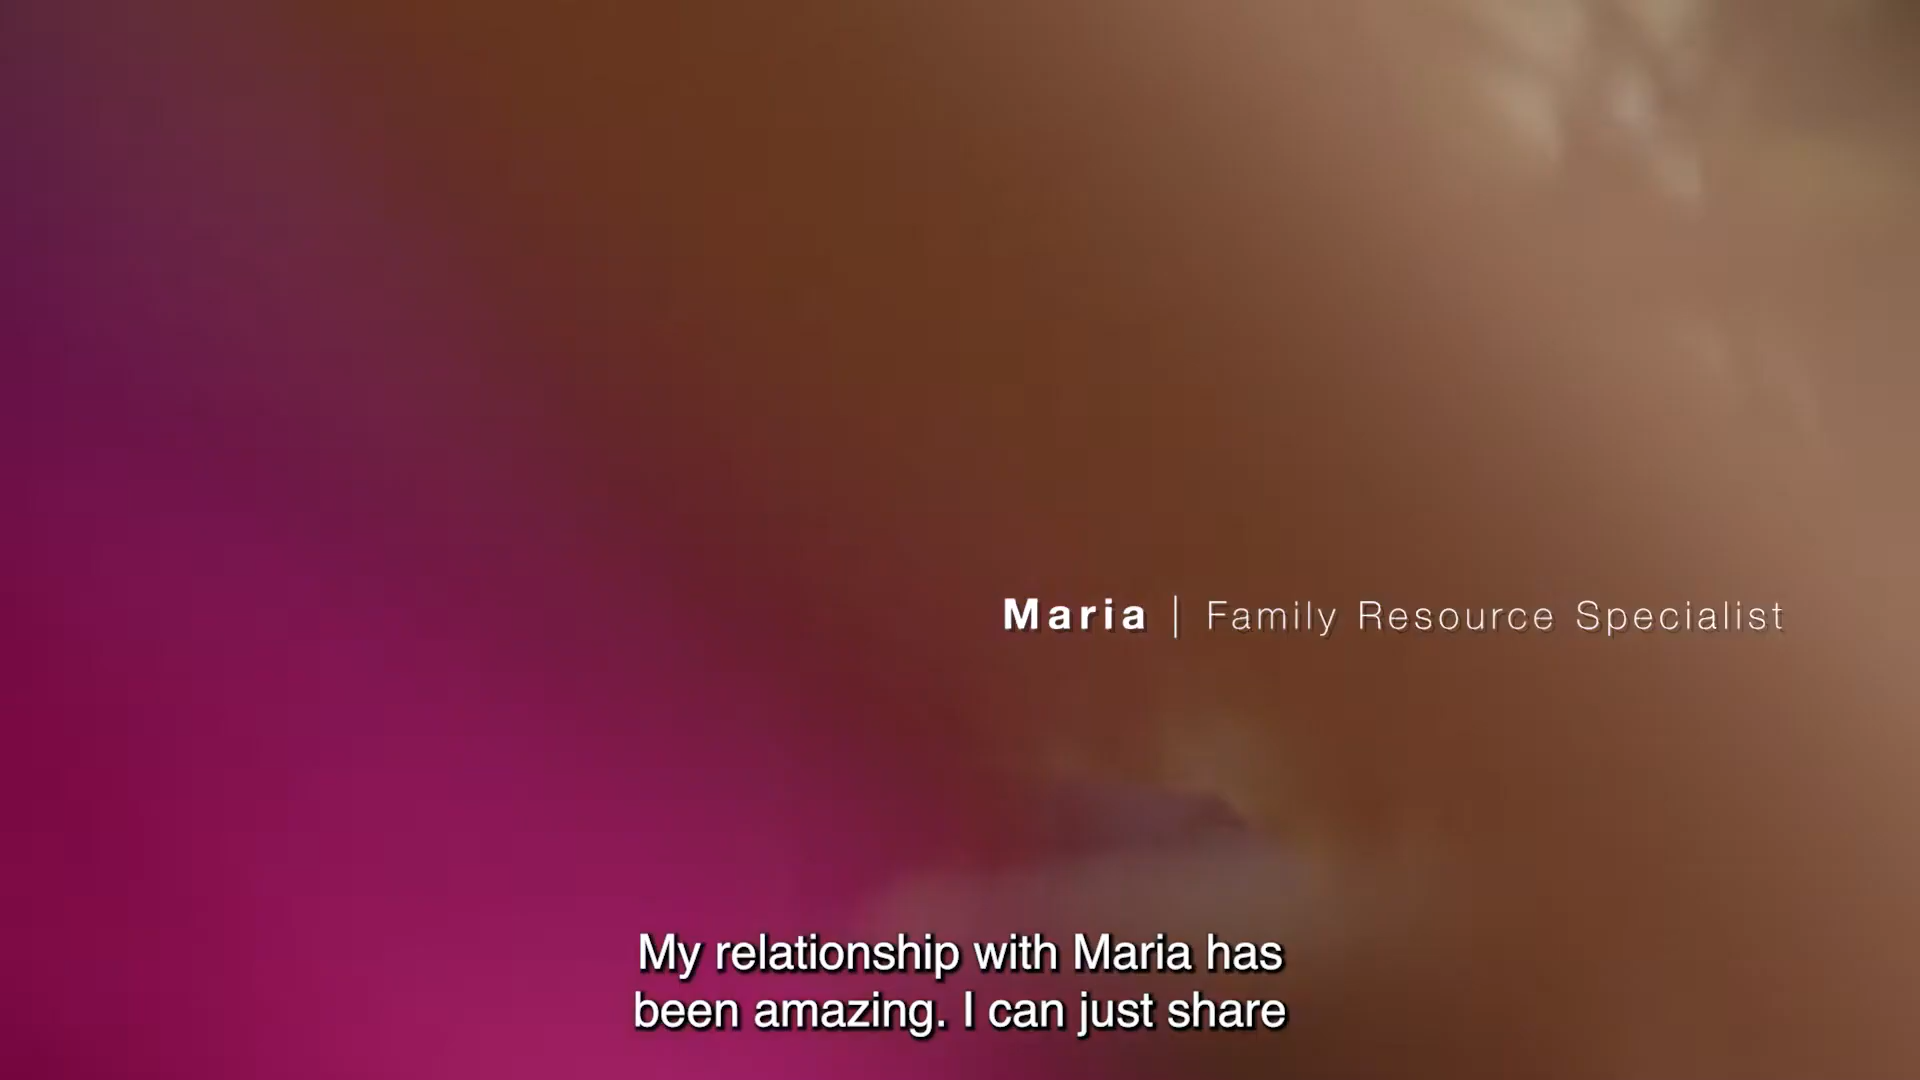 Maria | Family Resource Specialist
My relationship with Maria has
been amazing. I can just share